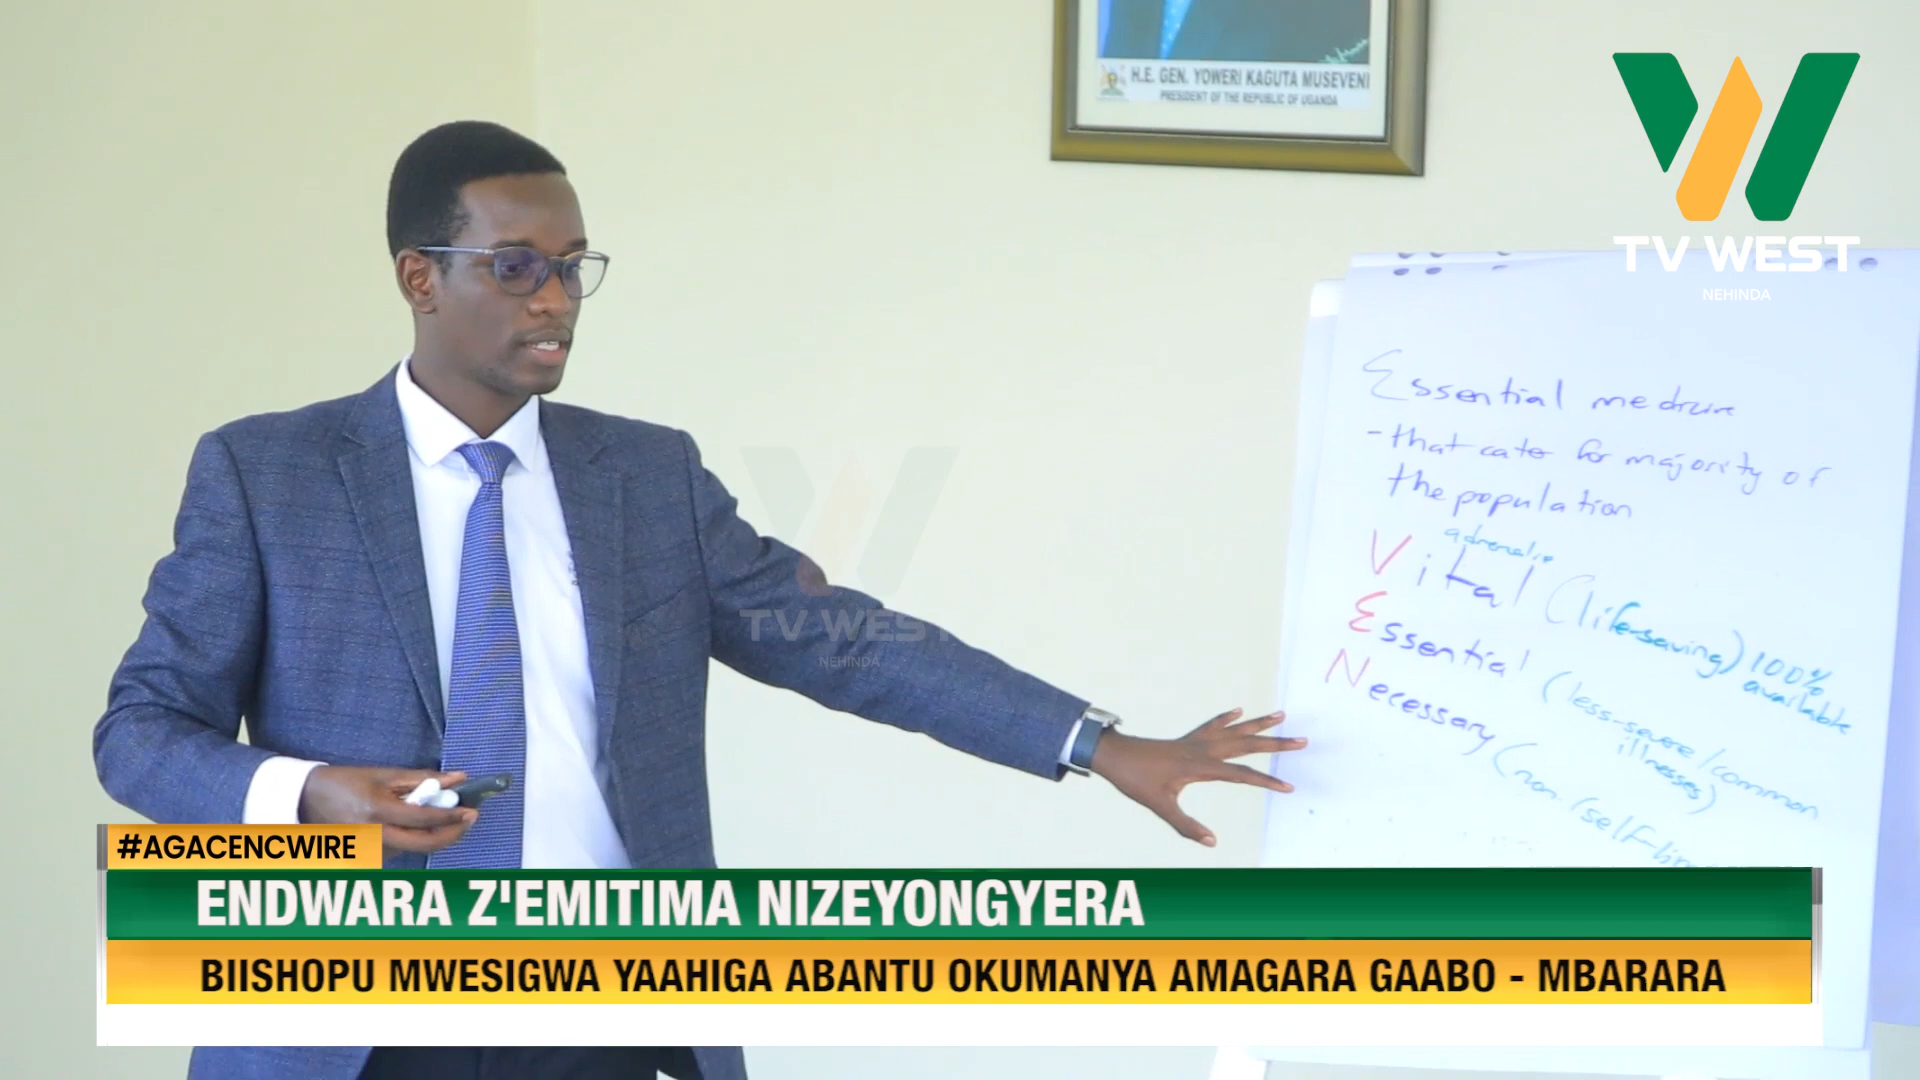 H.E. GEN. YOWERI KAGUTA MUSEVENI
PRESIDENT OF THE REPUBLIC OF UGANDA
TV WEST
NEHINDA
Essential
- that cater for majority of
the population
Vital (life-saving) 100%
available
Essential (less-severe/common
illnesses)
Necessary (non-/self-
TV WEST
NEHINDA
#AGACENCWIRE
ENDWARA Z'EMITIMA NIZEYONGYERA
BIISHOPU MWESIGWA YAAHIGA ABANTU OKUMANYA AMAGARA GAABO - MBARARA